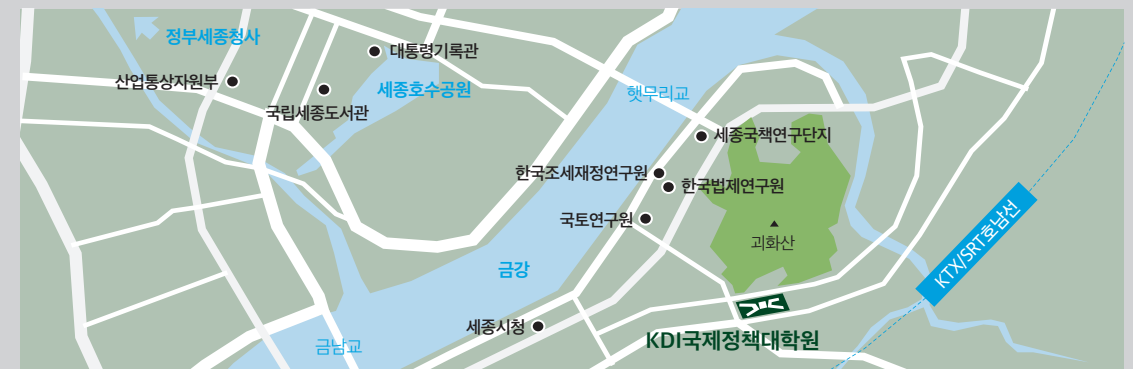 정부세종청사
대통령기록관
산업통상자원부
세종호수공원
국립세종도서관
햇무리교
세종국책연구단지
한국조세재정연구원
한국법제연구원
국토연구원
괴화산
KTX/SRT호남선
금강
세종시청
금남교
KDI국제정책대학원